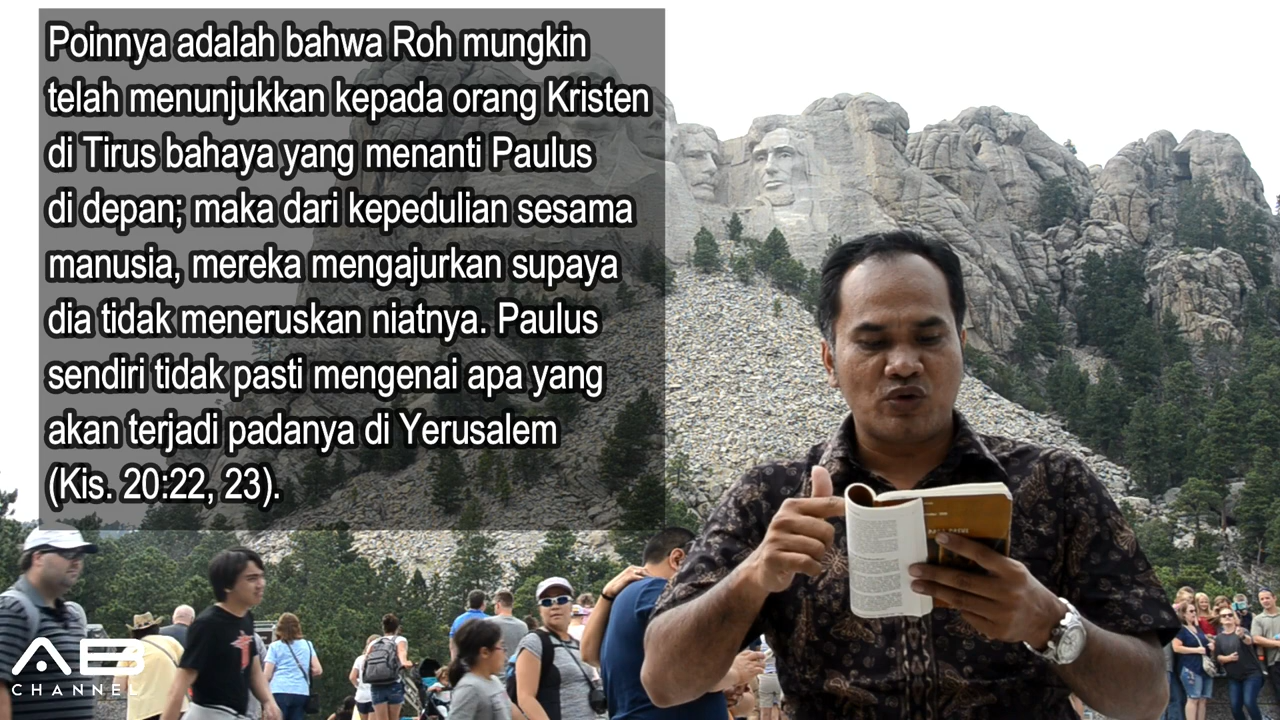 Poinnya adalah bahwa Roh mungkin
telah menunjukkan kepada orang Kristen
di Tirus bahaya yang menanti Paulus
di depan; maka dari kepedulian sesama
manusia, mereka mengajurkan supaya
dia tidak meneruskan niatnya. Paulus
sendiri tidak pasti mengenai apa yang
akan terjadi padanya di Yerusalem
(Kis. 20:22, 23).
AB
CHANNEL